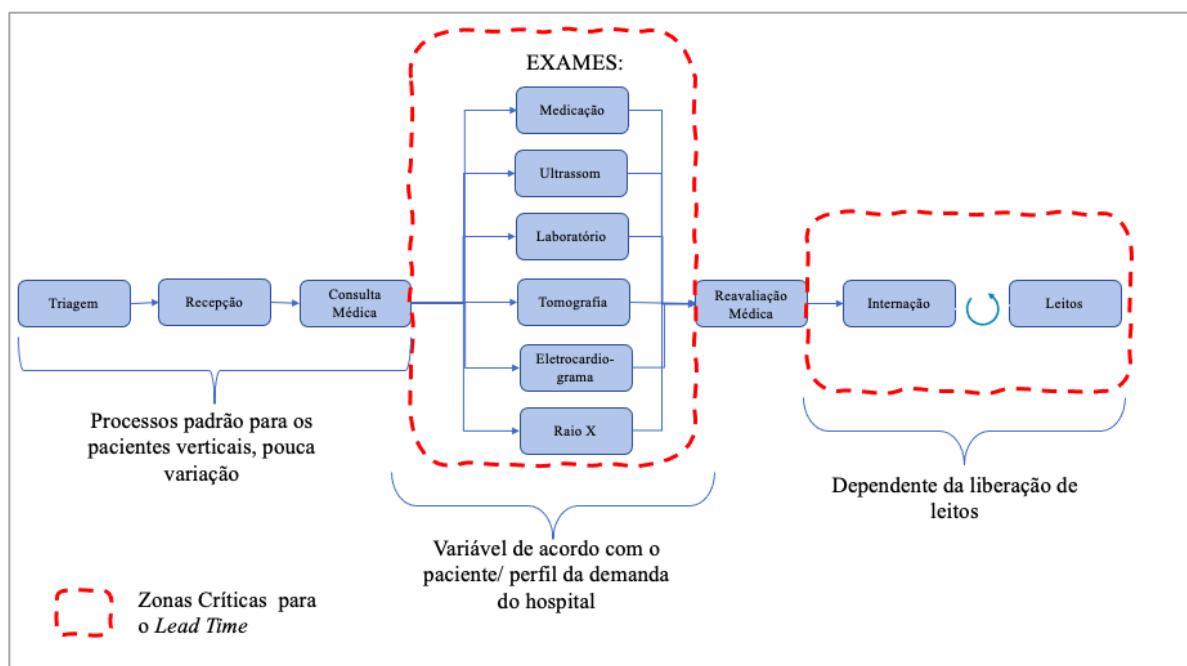 EXAMES:
Medicação
Ultrassom
Laboratório
Triagem
Recepção
Consulta
Médica
Tomografia
Reavaliação
Médica
Internação
Leitos
Eletrocardio-
grama
Raio X
Processos padrão para os
pacientes verticais, pouca
variação
Variável de acordo com o
paciente/ perfil da demanda
do hospital
Dependente da liberação de
leitos
Zonas Críticas para
o Lead Time